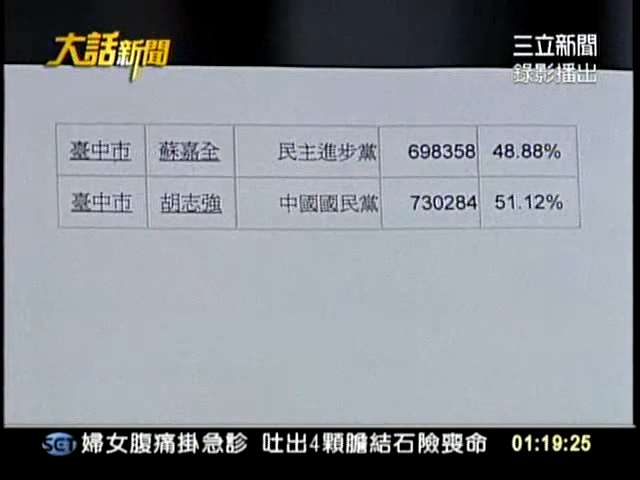 大話新聞
三立新聞
錄影播出
臺中市 蘇嘉全 民主進步黨 698358 48.88%
臺中市 胡志強 中國國民黨 730284 51.12%
SET 婦女腹痛掛急診 吐出4顆膽結石險喪命 01:19:25